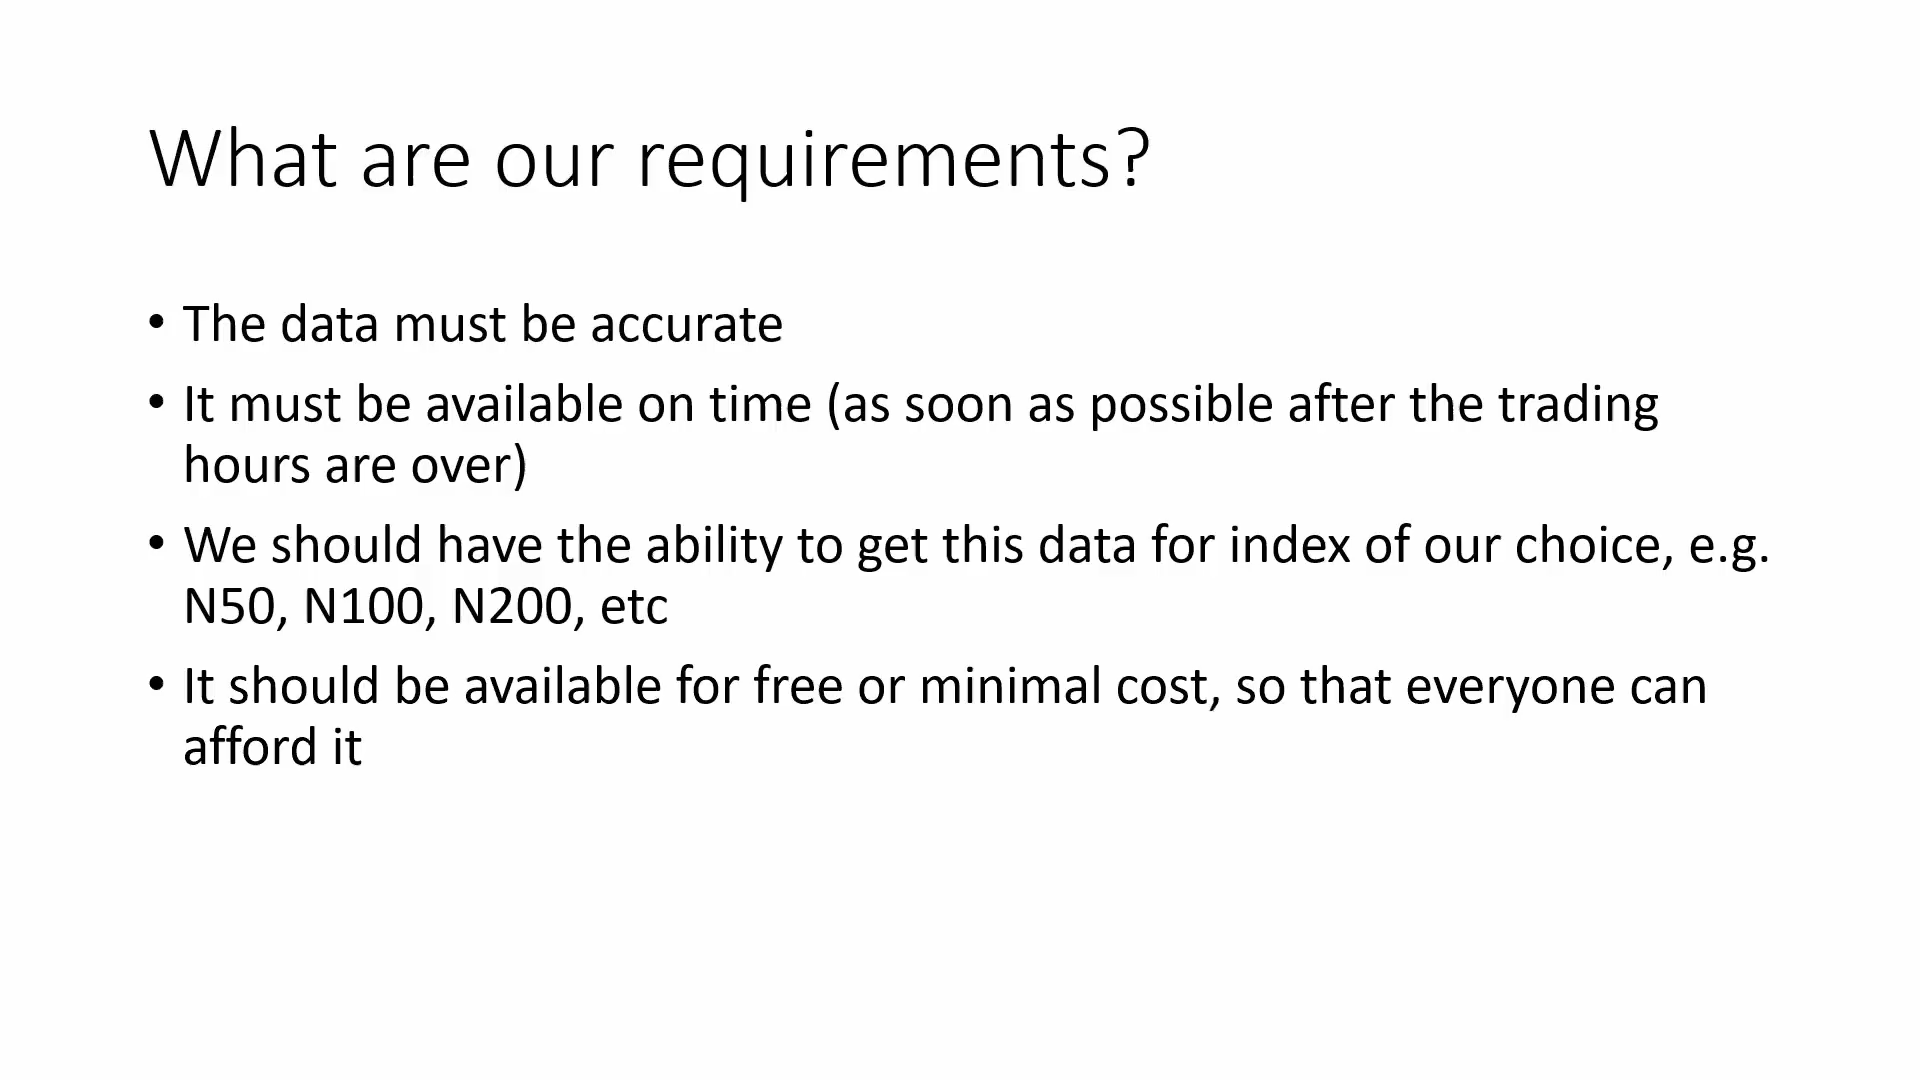 What are our requirements?
• The data must be accurate
• It must be available on time (as soon as possible after the trading
hours are over)
• We should have the ability to get this data for index of our choice, e.g.
N50, N100, N200, etc
• It should be available for free or minimal cost, so that everyone can
afford it